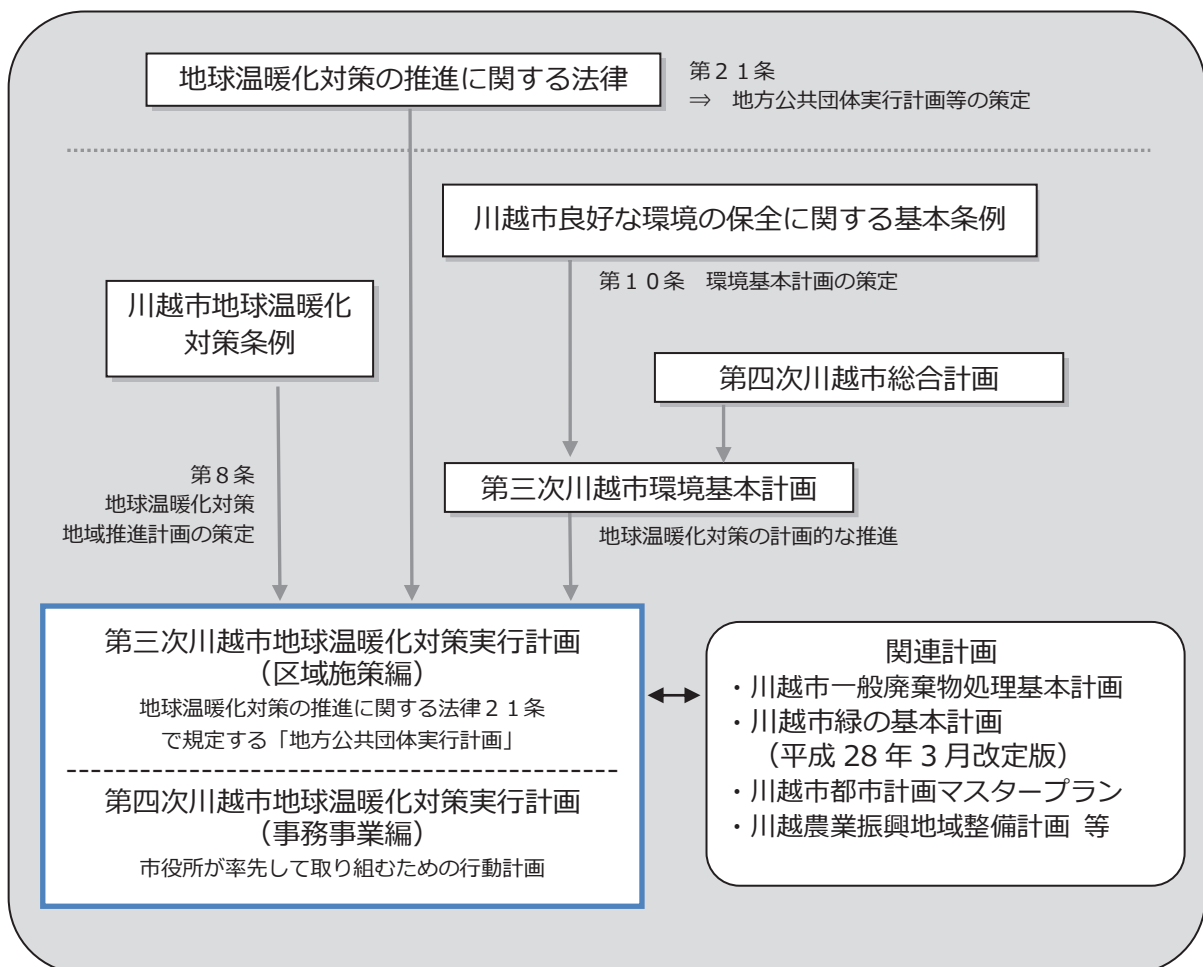 地球温暖化対策の推進に関する法律
第２１条
⇒　地方公共団体実行計画等の策定
川越市良好な環境の保全に関する基本条例
第１０条　環境基本計画の策定
川越市地球温暖化
対策条例
第四次川越市総合計画
第８条
地球温暖化対策
地域推進計画の策定
第三次川越市環境基本計画
地球温暖化対策の計画的な推進
第三次川越市地球温暖化対策実行計画
（区域施策編）
地球温暖化対策の推進に関する法律２１条
で規定する「地方公共団体実行計画」
第四次川越市地球温暖化対策実行計画
（事務事業編）
市役所が率先して取り組むための行動計画
関連計画
・川越市一般廃棄物処理基本計画
・川越市緑の基本計画
（平成 28 年 3 月改定版）
・川越市都市計画マスタープラン
・川越農業振興地域整備計画 等